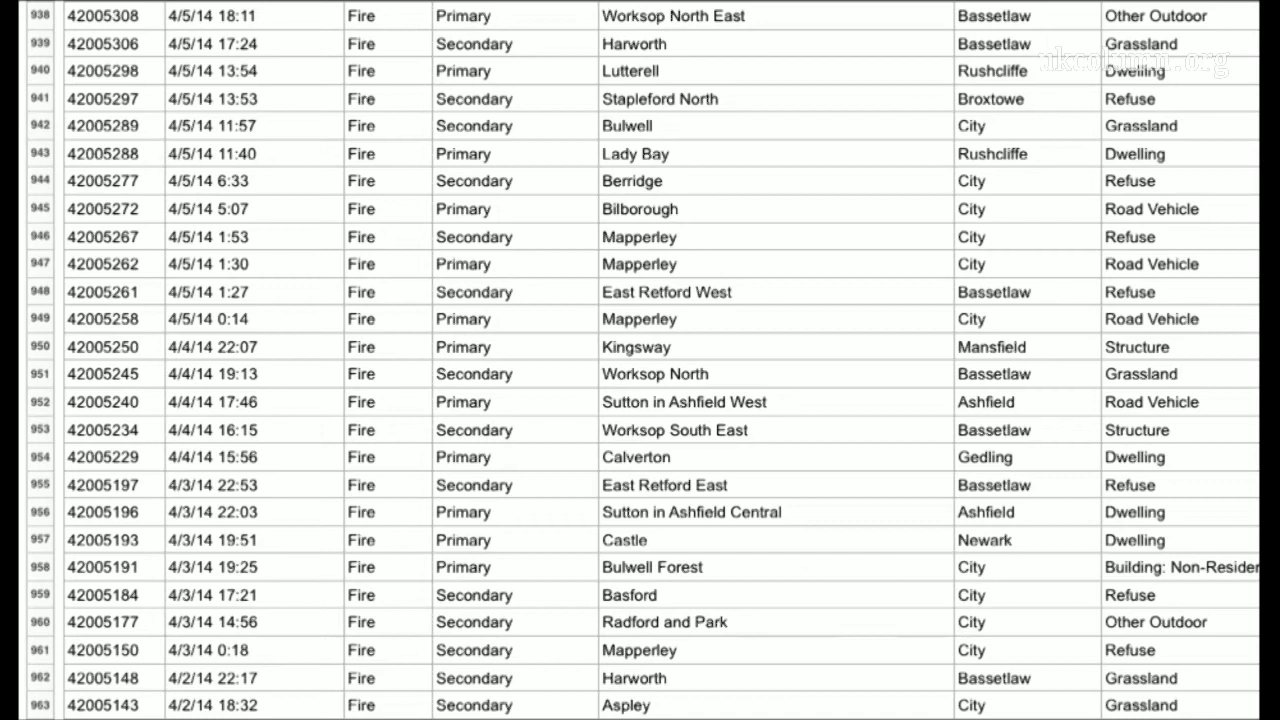 938 42005308 4/5/14 18:11 Fire Primary Worksop North East Bassetlaw Other Outdoor
939 42005306 4/5/14 17:24 Fire Secondary Harworth Bassetlaw Grassland
ukcolumn.org
940 42005298 4/5/14 13:54 Fire Primary Lutterell Rushcliffe Dwelling
941 42005297 4/5/14 13:53 Fire Secondary Stapleford North Broxtowe Refuse
942 42005289 4/5/14 11:57 Fire Secondary Bulwell City Grassland
943 42005288 4/5/14 11:40 Fire Primary Lady Bay Rushcliffe Dwelling
944 42005277 4/5/14 6:33 Fire Secondary Berridge City Refuse
945 42005272 4/5/14 5:07 Fire Primary Bilborough City Road Vehicle
946 42005267 4/5/14 1:53 Fire Secondary Mapperley City Refuse
947 42005262 4/5/14 1:30 Fire Primary Mapperley City Road Vehicle
948 42005261 4/5/14 1:27 Fire Secondary East Retford West Bassetlaw Refuse
949 42005258 4/5/14 0:14 Fire Primary Mapperley City Road Vehicle
950 42005250 4/4/14 22:07 Fire Primary Kingsway Mansfield Structure
951 42005245 4/4/14 19:13 Fire Secondary Worksop North Bassetlaw Grassland
952 42005240 4/4/14 17:46 Fire Primary Sutton in Ashfield West Ashfield Road Vehicle
953 42005234 4/4/14 16:15 Fire Secondary Worksop South East Bassetlaw Structure
954 42005229 4/4/14 15:56 Fire Primary Calverton Gedling Dwelling
955 42005197 4/3/14 22:53 Fire Secondary East Retford East Bassetlaw Refuse
956 42005196 4/3/14 22:03 Fire Primary Sutton in Ashfield Central Ashfield Dwelling
957 42005193 4/3/14 19:51 Fire Primary Castle Newark Dwelling
958 42005191 4/3/14 19:25 Fire Primary Bulwell Forest City Building: Non-Residen
959 42005184 4/3/14 17:21 Fire Secondary Basford City Refuse
960 42005177 4/3/14 14:56 Fire Secondary Radford and Park City Other Outdoor
961 42005150 4/3/14 0:18 Fire Secondary Mapperley City Refuse
962 42005148 4/2/14 22:17 Fire Secondary Harworth Bassetlaw Grassland
963 42005143 4/2/14 18:32 Fire Secondary Aspley City Grassland